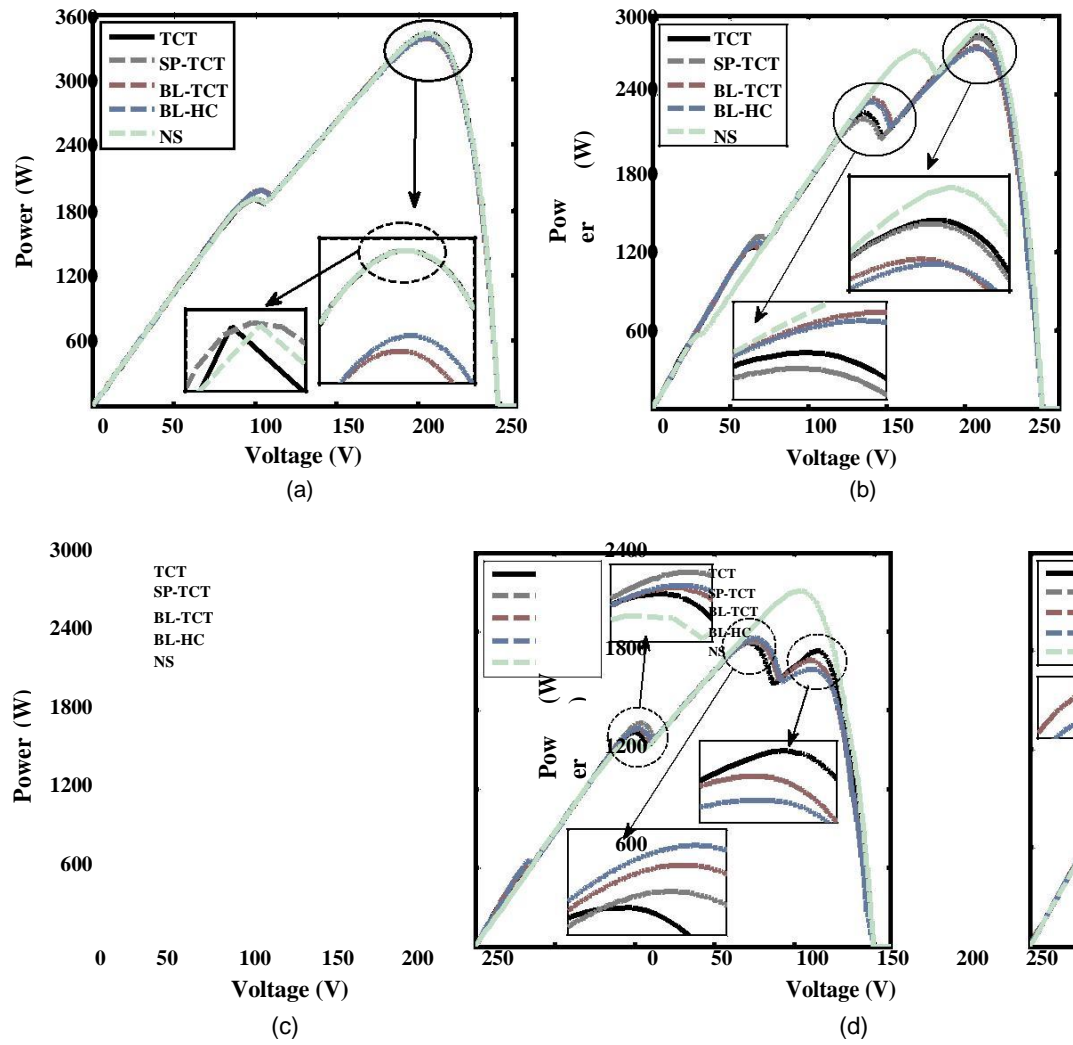 3600
3000
2400
1800
1200
600
Power (W)
TCT
SP-TCT
BL-TCT
BL-HC
NS
0 50 100 150 200 250
Voltage (V)
(a)
3000
2400
1800
1200
600
(W)
Pow
er
TCT
SP-TCT
BL-TCT
BL-HC
NS
0 50 100 150 200 250
Voltage (V)
(b)
3000
2400
1800
1200
600
Power (W)
TCT
SP-TCT
BL-TCT
BL-HC
NS
0 50 100 150 200 250
Voltage (V)
(c)
2400
1800
1200
600
(W
)
Pow
er
TCT
SP-TCT
BL-TCT
BL-HC
NS
0 50 100 150 200
Voltage (V)
(d)